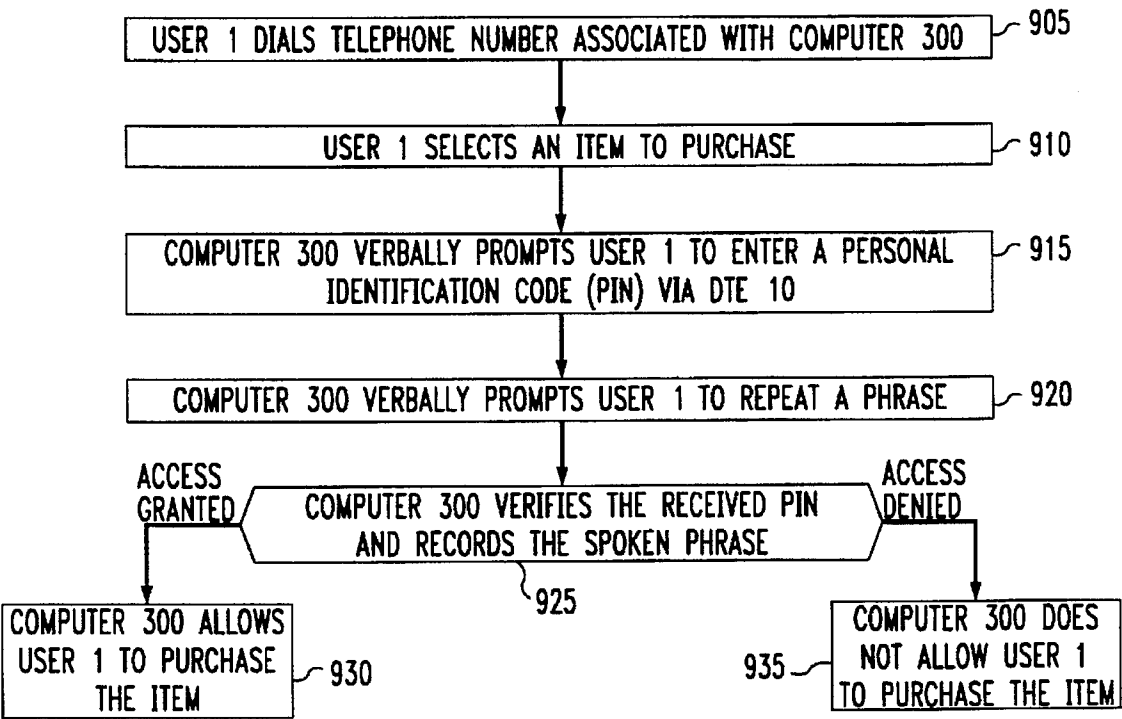 USER 1 DIALS TELEPHONE NUMBER ASSOCIATED WITH COMPUTER 300
905
USER 1 SELECTS AN ITEM TO PURCHASE
910
COMPUTER 300 VERBALLY PROMPTS USER 1 TO ENTER A PERSONAL
IDENTIFICATION CODE (PIN) VIA DTE 10
915
COMPUTER 300 VERBALLY PROMPTS USER 1 TO REPEAT A PHRASE
920
ACCESS
GRANTED
COMPUTER 300 VERIFIES THE RECEIVED PIN
AND RECORDS THE SPOKEN PHRASE
925
ACCESS
DENIED
COMPUTER 300 ALLOWS
USER 1 TO PURCHASE
THE ITEM
930
935
COMPUTER 300 DOES
NOT ALLOW USER 1
TO PURCHASE THE ITEM